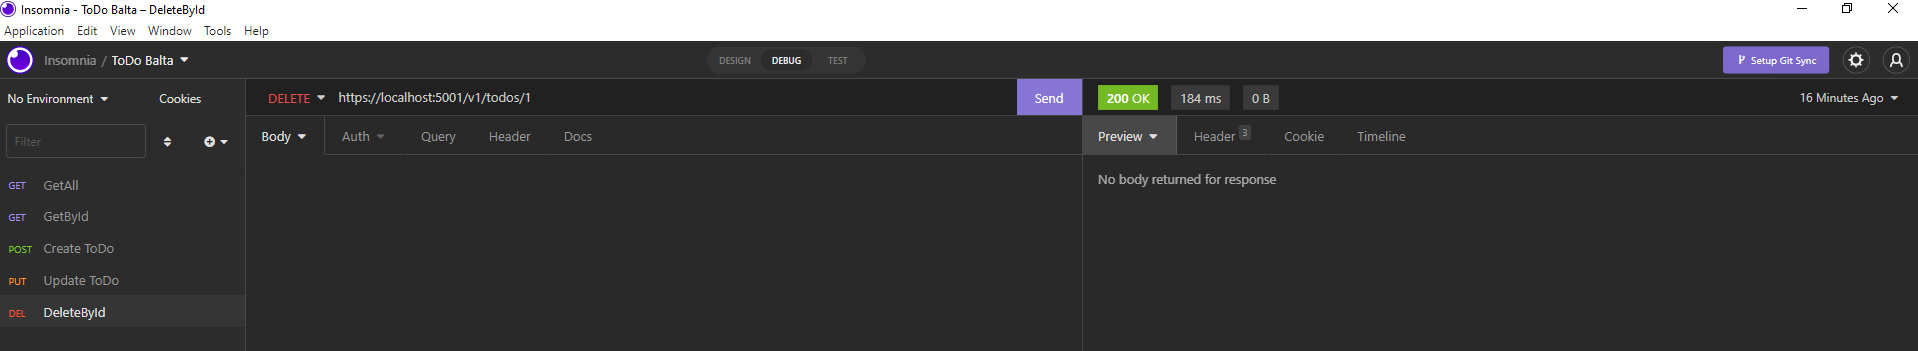 Insomnia - ToDo Balta – DeleteById
Application Edit View Window Tools Help
Insomnia / ToDo Balta
DESIGN DEBUG TEST
Setup Git Sync
No Environment Cookies
DELETE https://localhost:5001/v1/todos/1 Send
200 OK 184 ms 0 B 16 Minutes Ago
Filter
Body Auth Query Header Docs
Preview Header 3 Cookie Timeline
No body returned for response
GET GetAll
GET GetById
POST Create ToDo
PUT Update ToDo
DEL DeleteById